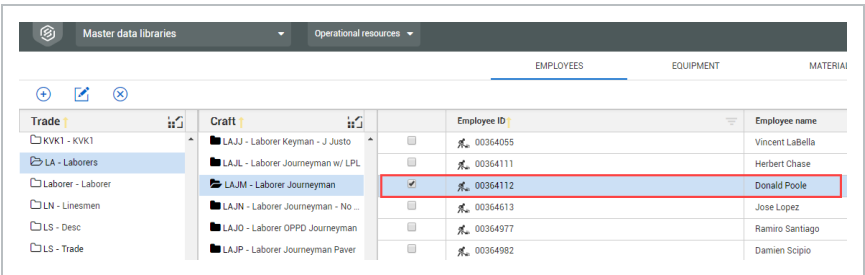 Master data libraries Operational resources
EMPLOYEES EQUIPMENT MATERIAL
Trade Craft Employee ID Employee name
KVK1 - KVK1 LAJJ - Laborer Keyman - J Justo 00364055 Vincent LaBella
LA - Laborers LAJL - Laborer Journeyman w/ LPL 00364111 Herbert Chase
Laborer - Laborer LAJM - Laborer Journeyman 00364112 Donald Poole
LN - Linesmen LAJN - Laborer Journeyman - No ... 00364613 Jose Lopez
LS - Desc LAJO - Laborer OPPD Journeyman 00364977 Ramiro Santiago
LS - Trade LAJP - Laborer Journeyman Paver 00364982 Damien Scipio